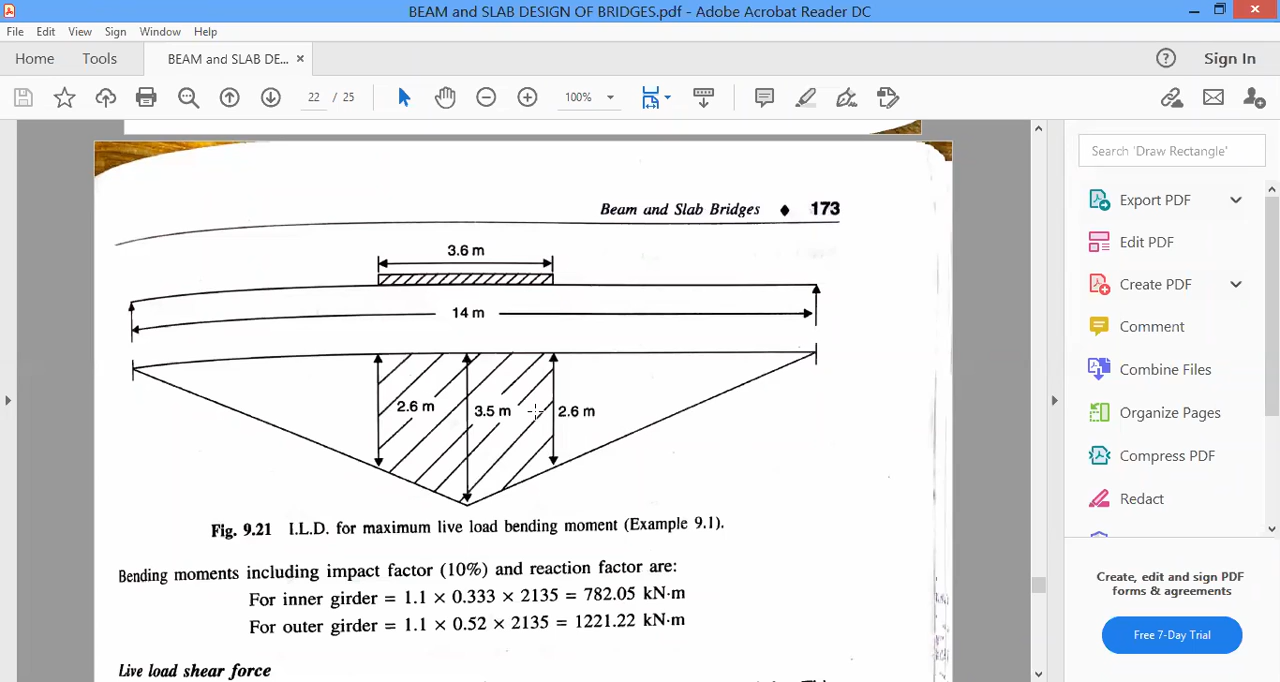 BEAM and SLAB DESIGN OF BRIDGES.pdf - Adobe Acrobat Reader DC
File Edit View Sign Window Help
Home Tools BEAM and SLAB DE... × Sign In
22 / 25 100%
Search 'Draw Rectangle'
Export PDF
Edit PDF
Create PDF
Comment
Combine Files
Organize Pages
Compress PDF
Redact
Create, edit and sign PDF
forms & agreements
Free 7-Day Trial
Beam and Slab Bridges ♦ 173
3.6 m
14 m
2.6 m 3.5 m 2.6 m
Fig. 9.21 I.L.D. for maximum live load bending moment (Example 9.1).
Bending moments including impact factor (10%) and reaction factor are:
For inner girder = 1.1 × 0.333 × 2135 = 782.05 kN·m
For outer girder = 1.1 × 0.52 × 2135 = 1221.22 kN·m
Live load shear force